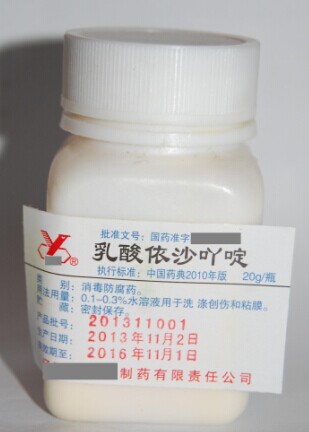 批准文号：国药准字
®
乳酸依沙吖啶
执行标准：中国药典2010年版 20g/瓶
类 别：消毒防腐药。
用法用量：0.1-0.3%水溶液用于洗 涤创伤和粘膜。
贮 藏：密封保存。
产品批号：201311001
生产日期：2013年11月2日
有效期至：2016年11月1日
制药有限责任公司